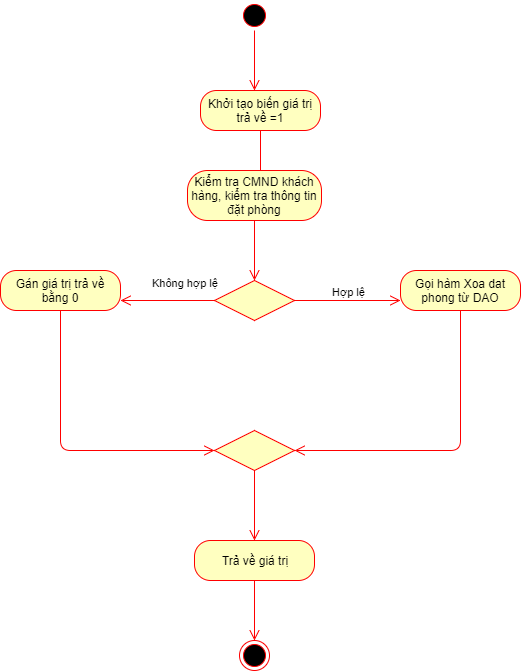 Khởi tạo biến giá trị
trả về =1
Kiểm tra CMND khách
hàng, kiểm tra thông tin
đặt phòng
Không hợp lệ
Hợp lệ
Gán giá trị trả về
bằng 0
Gọi hàm Xoa dat
phong từ DAO
Trả về giá trị